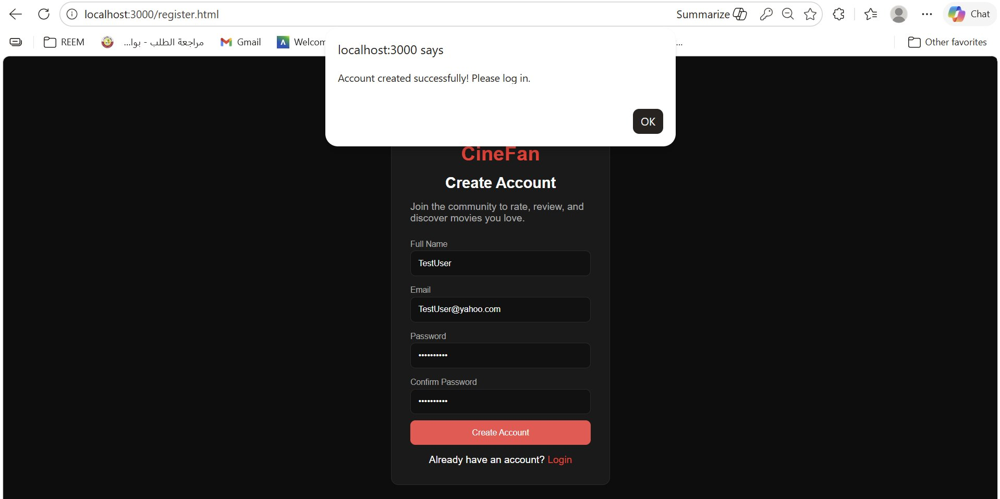 localhost:3000/register.html
Summarize
Chat
REEM
مراجعة الطلب - بوا...
Gmail
Welcom
...
Other favorites
localhost:3000 says
Account created successfully! Please log in.
OK
CineFan
Create Account
Join the community to rate, review, and
discover movies you love.
Full Name
TestUser
Email
TestUser@yahoo.com
Password
••••••••••
Confirm Password
••••••••••
Create Account
Already have an account? Login